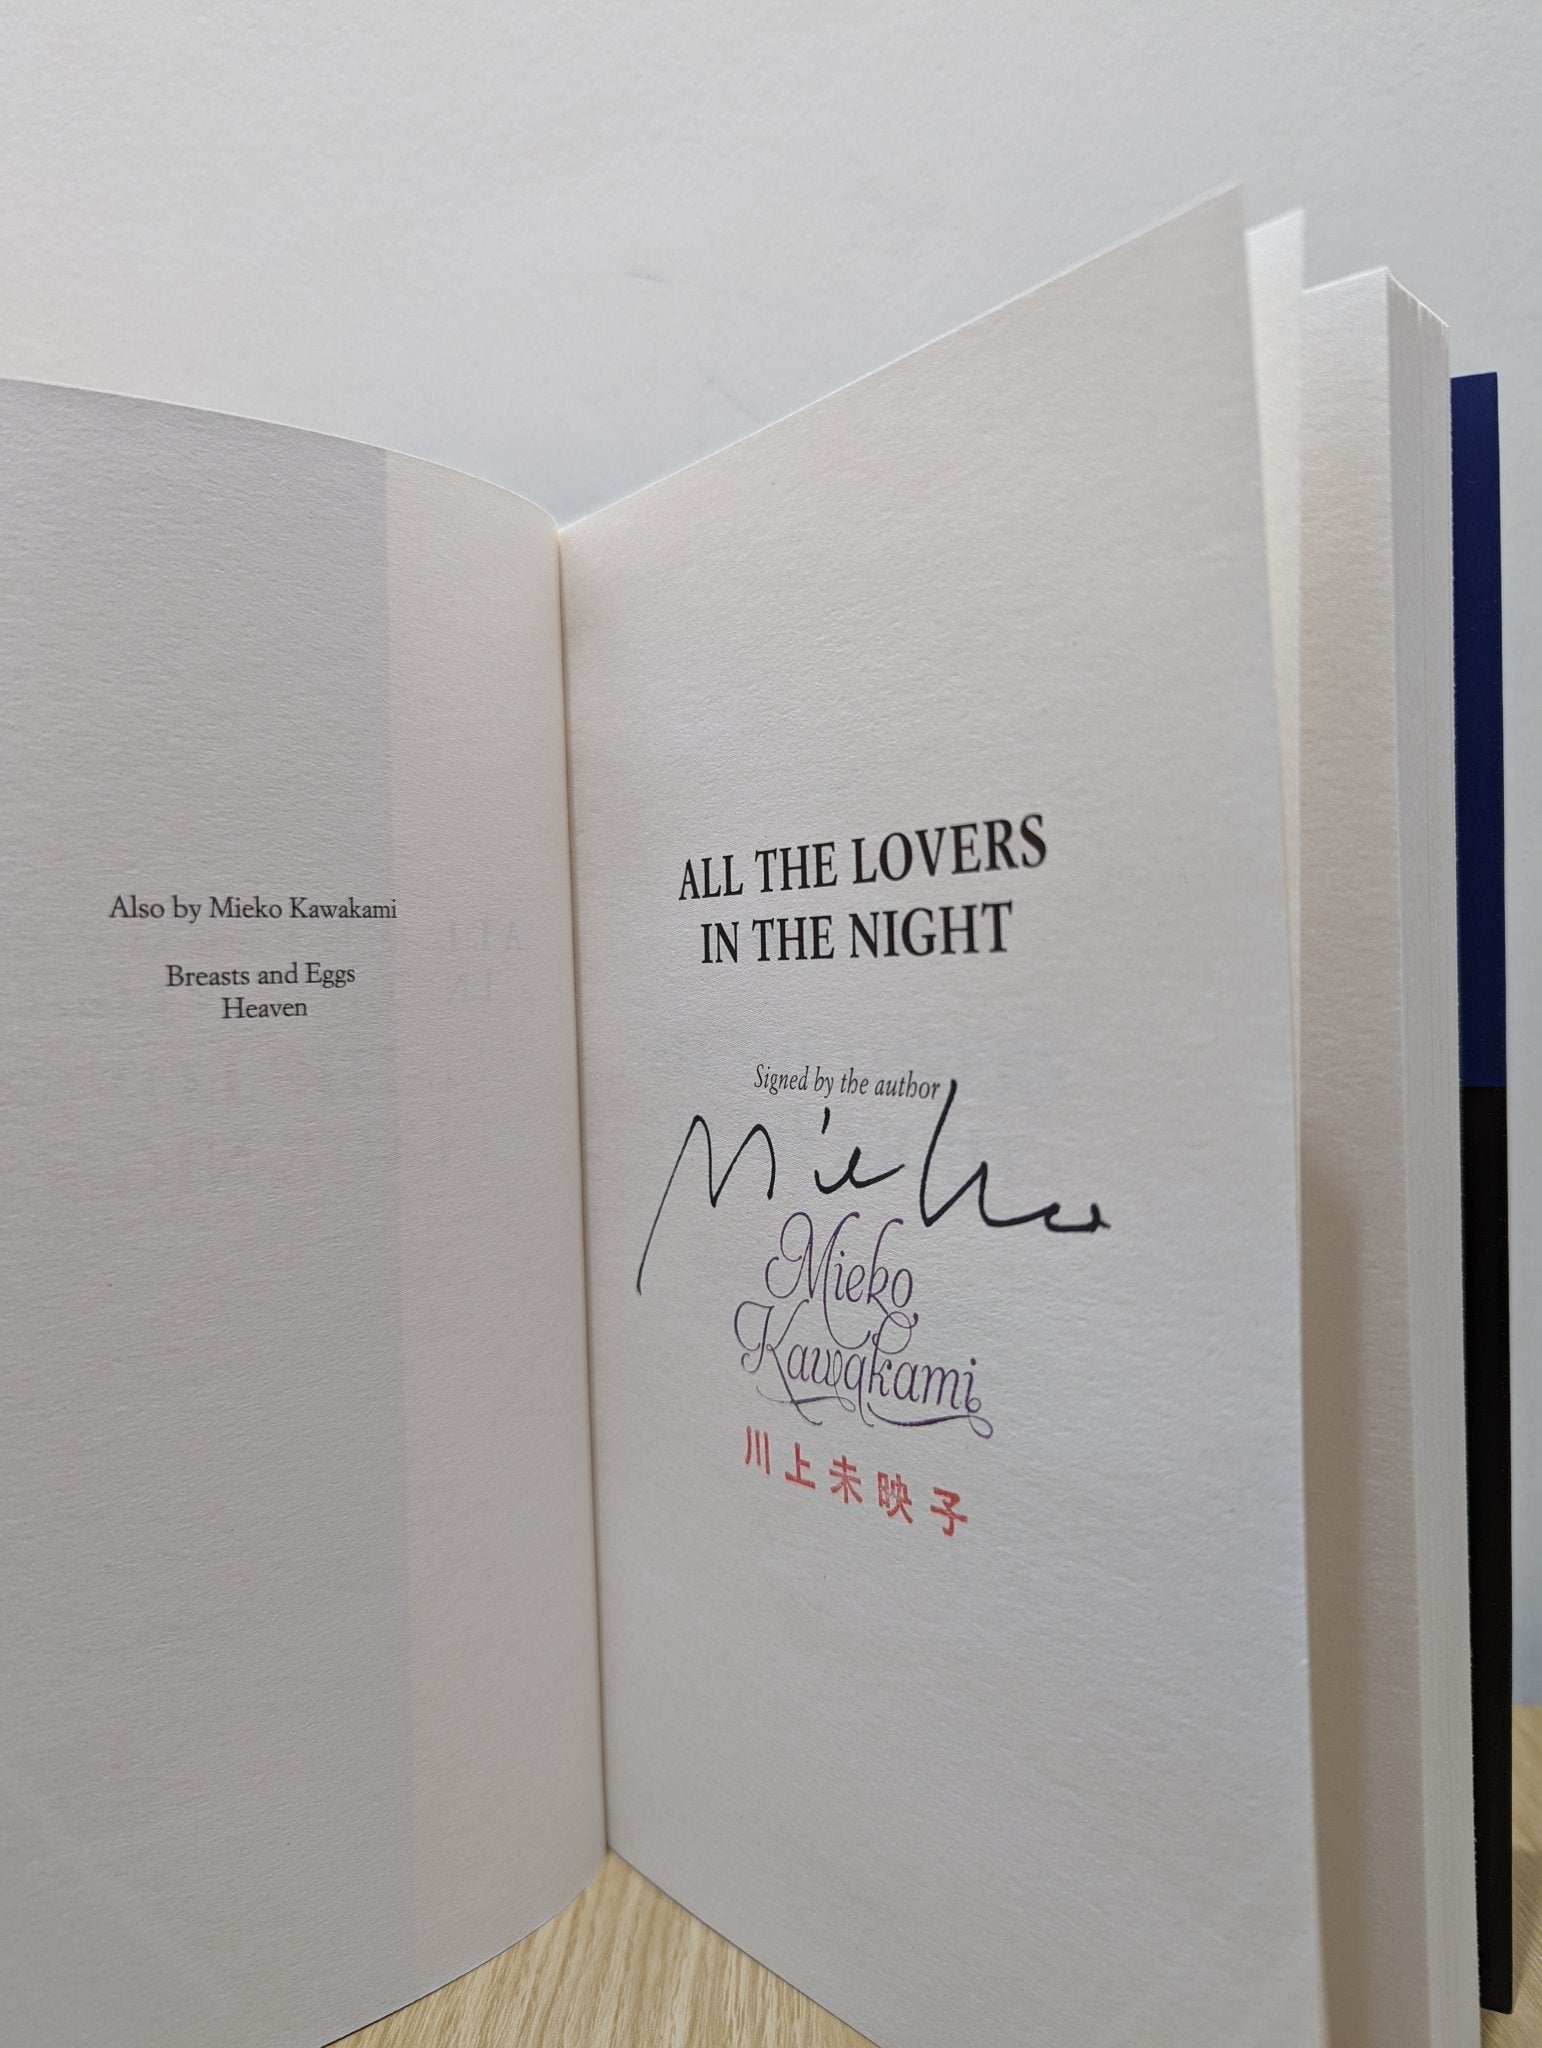 Also by Mieko Kawakami
Breasts and Eggs
Heaven
ALL THE LOVERS
IN THE NIGHT
Signed by the author
Mieko
Mieko
Kawakami
川上未映子